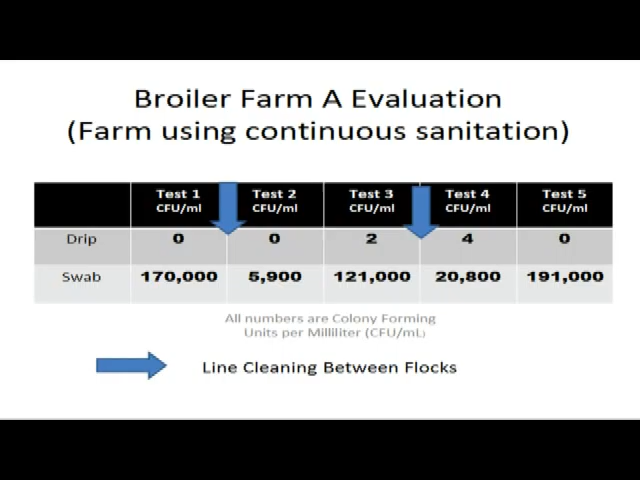 Broiler Farm A Evaluation
(Farm using continuous sanitation)
Test 1 Test 2 Test 3 Test 4 Test 5
CFU/ml CFU/ml CFU/ml CFU/ml CFU/ml
Drip 0 0 2 4 0
Swab 170,000 5,900 121,000 20,800 191,000
All numbers are Colony Forming
Units per Milliliter (CFU/mL)
Line Cleaning Between Flocks